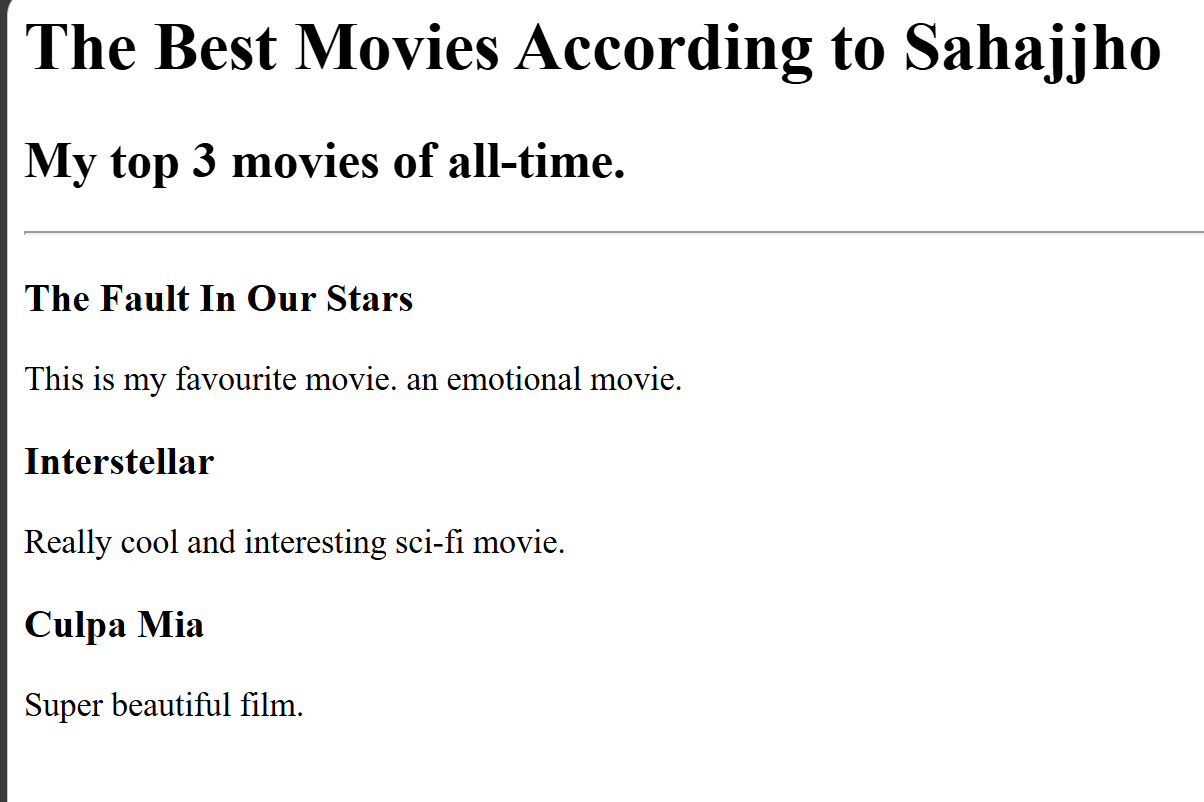 The Best Movies According to Sahajjho
My top 3 movies of all-time.
The Fault In Our Stars
This is my favourite movie. an emotional movie.
Interstellar
Really cool and interesting sci-fi movie.
Culpa Mia
Super beautiful film.